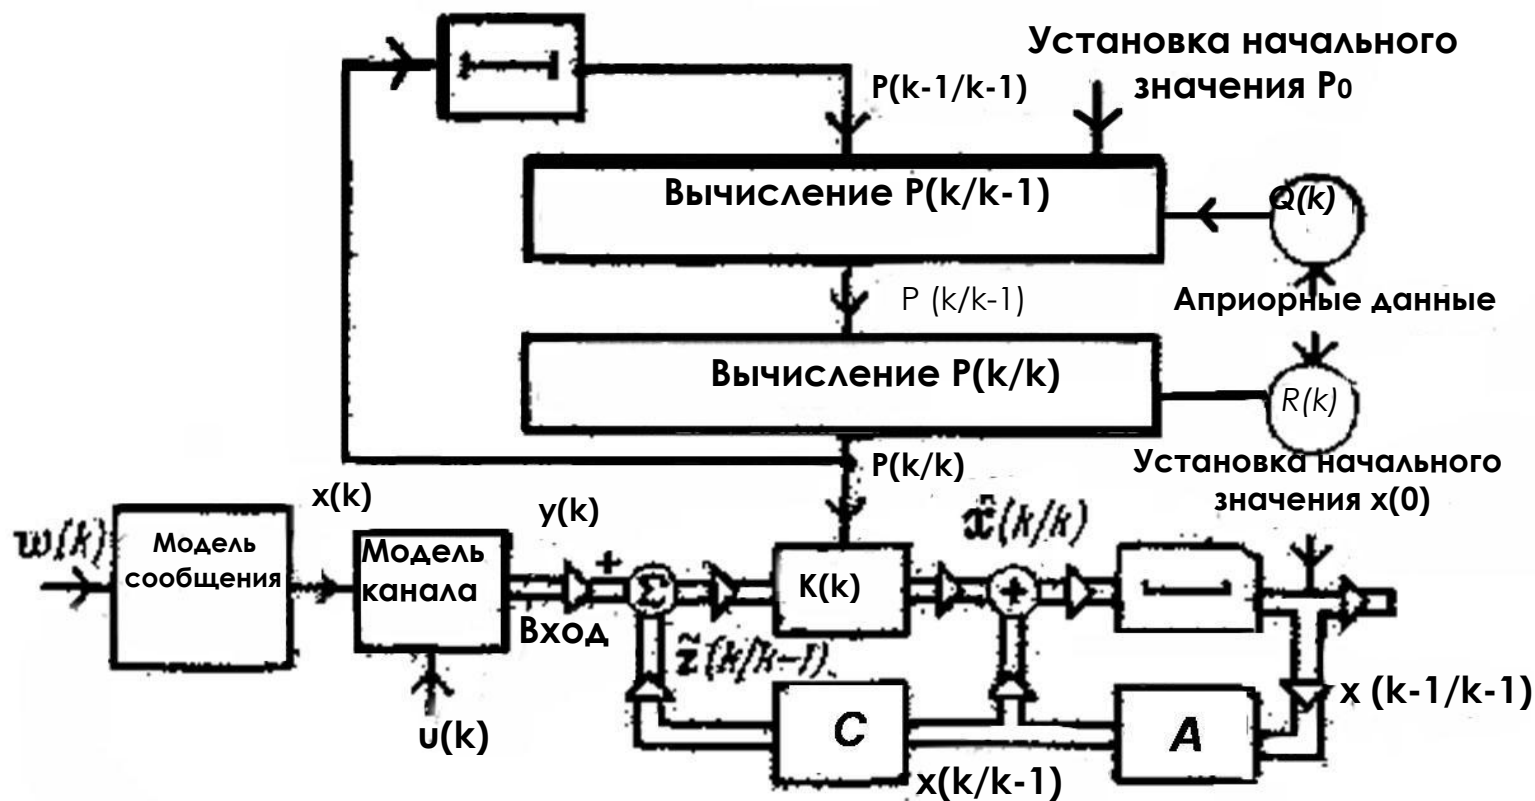 Установка начального
значения P0
P(k-1/k-1)
Вычисление P(k/k-1)
Q(k)
P (k/k-1)
Априорные данные
Вычисление P(k/k)
R(k)
P(k/k)
Установка начального
значения x(0)
x(k)
y(k)
x̂(k/k)
w(k)
Модель
сообщения
Модель
канала
+
Σ
K(k)
+
Вход
z̃(k/k-1)
x (k-1/k-1)
u(k)
C
A
x(k/k-1)